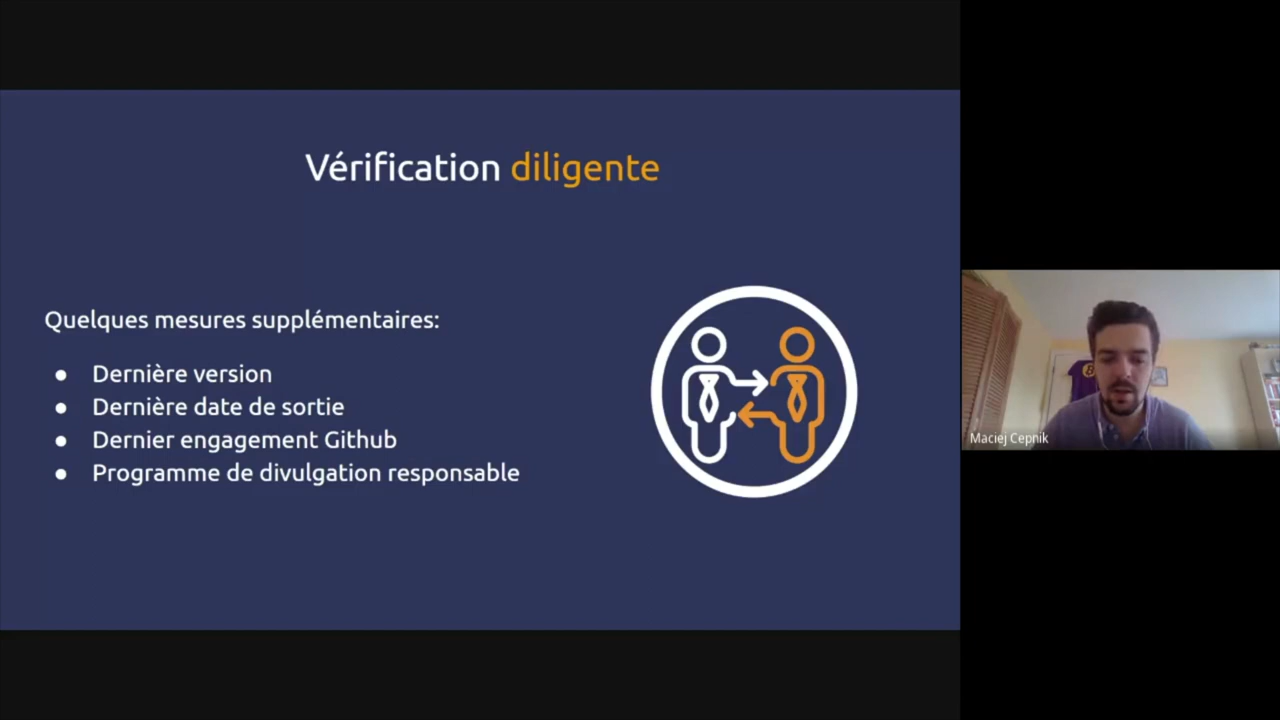 Vérification diligente
Quelques mesures supplémentaires:
● Dernière version
● Dernière date de sortie
● Dernier engagement Github
● Programme de divulgation responsable
Maciej Cepnik